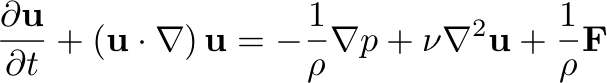 ∂𝐮/∂t + (𝐮 · ∇) 𝐮 = −1/ρ ∇p + ν∇²𝐮 + 1/ρ 𝐅